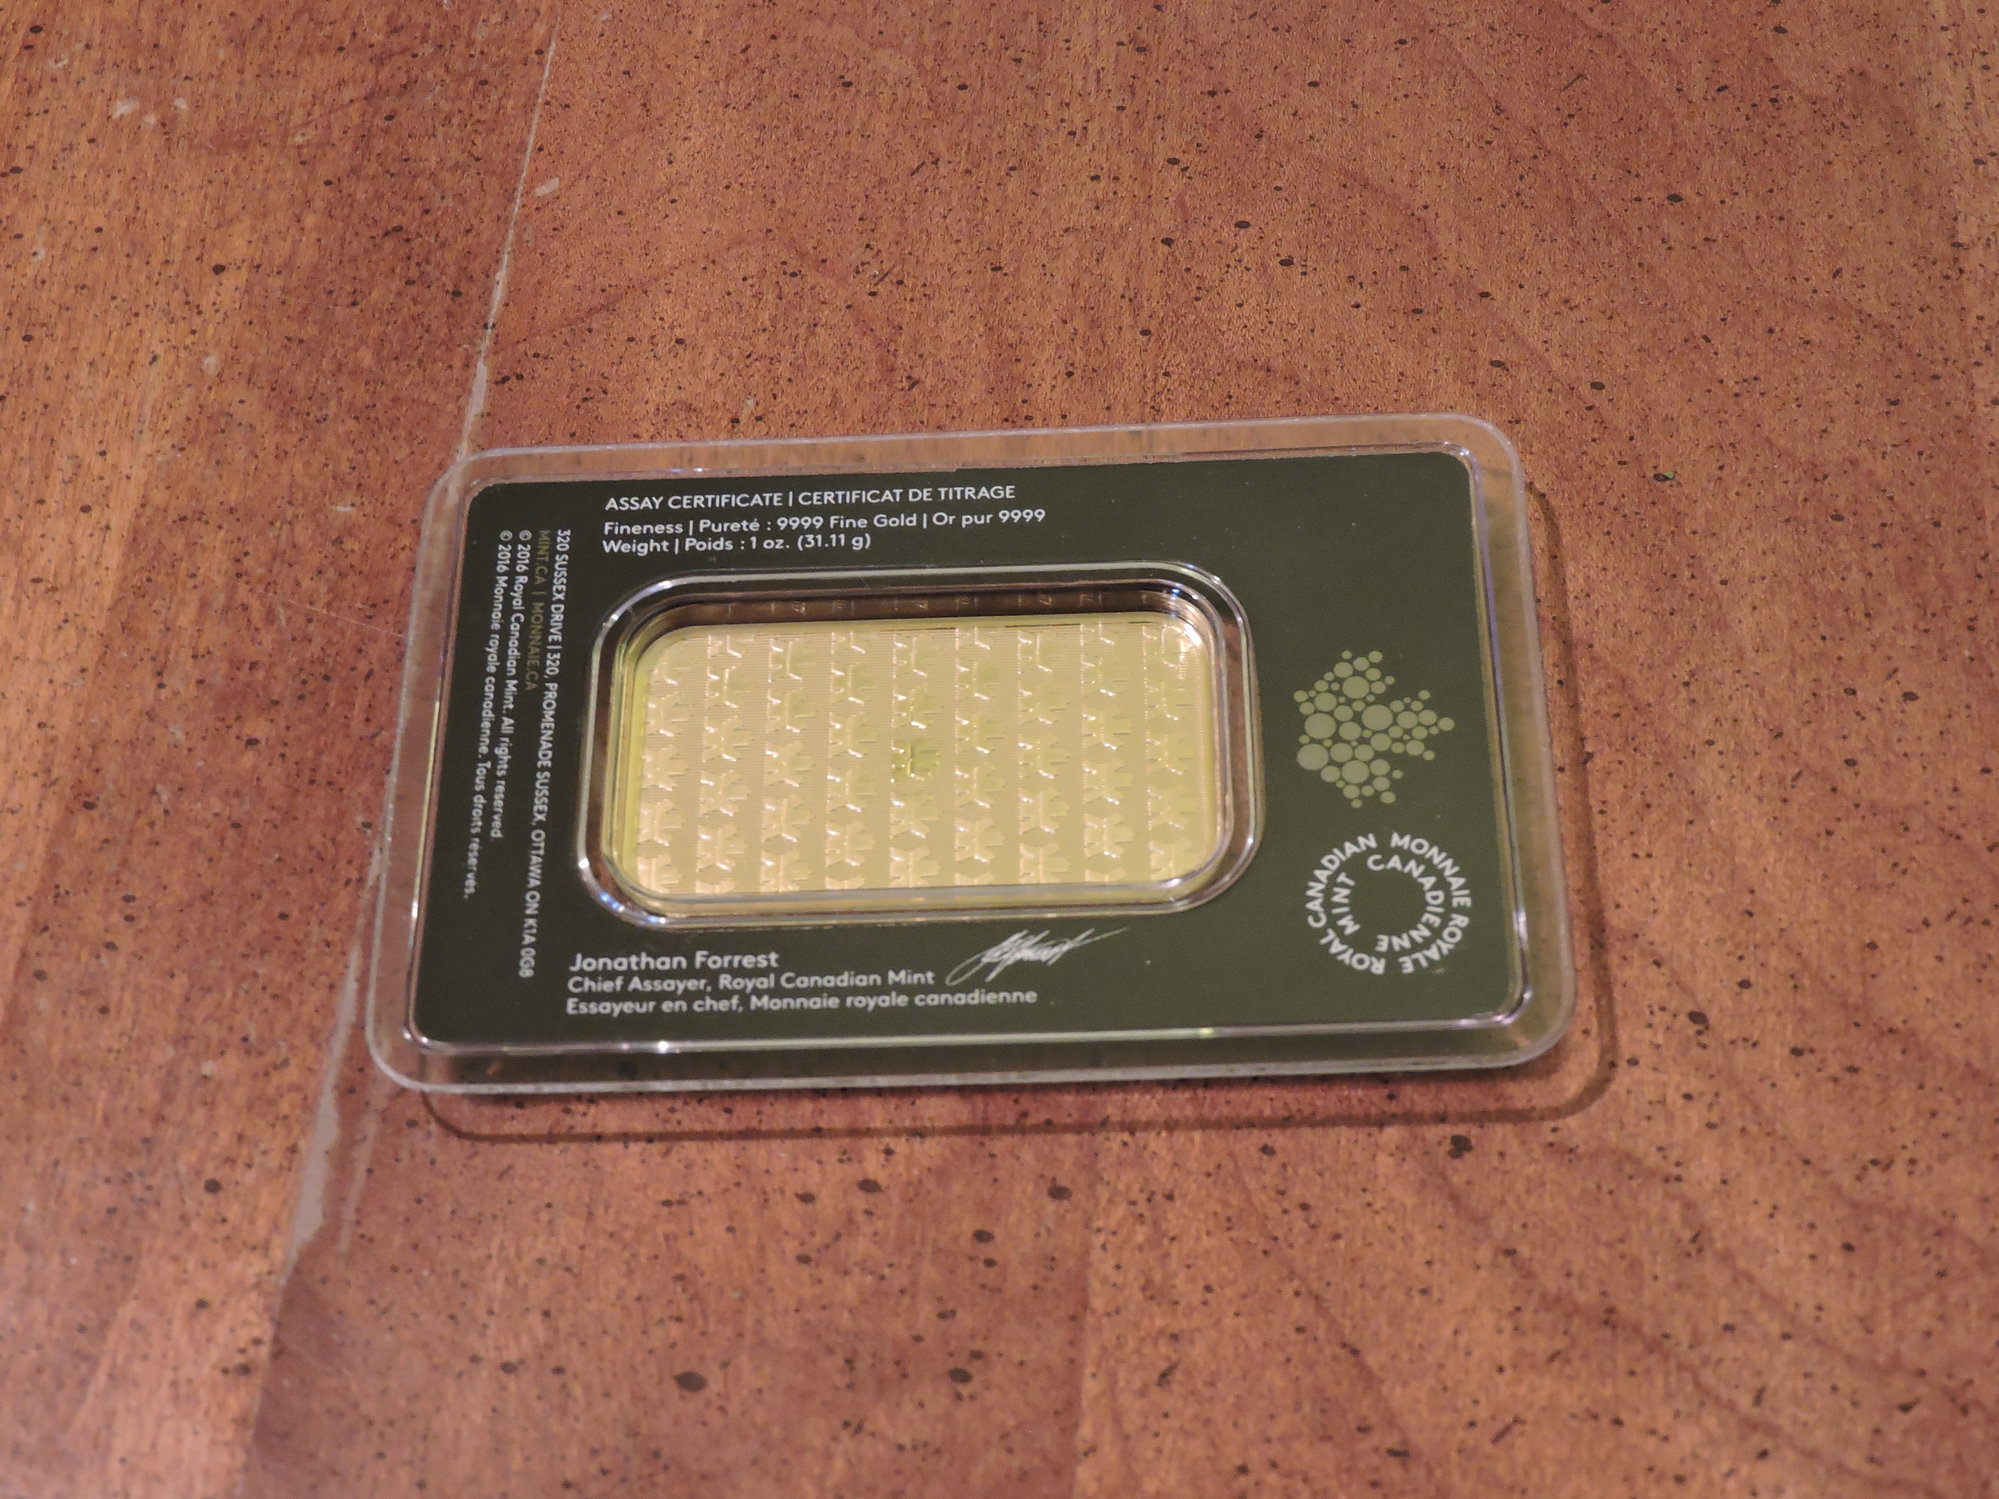 ASSAY CERTIFICATE | CERTIFICAT DE TITRAGE
Fineness | Pureté : 9999 Fine Gold | Or pur 9999
Weight | Poids : 1 oz. (31.11 g)
320 SUSSEX DRIVE | 320, PROMENADE SUSSEX, OTTAWA ON K1A 0G8
MINT.CA | MONNAIE.CA
© 2016 Royal Canadian Mint. All rights reserved.
© 2016 Monnaie royale canadienne. Tous droits réservés.
Jonathan Forrest
Chief Assayer, Royal Canadian Mint
Essayeur en chef, Monnaie royale canadienne
ROYAL CANADIAN MINT
MONNAIE ROYALE CANADIENNE